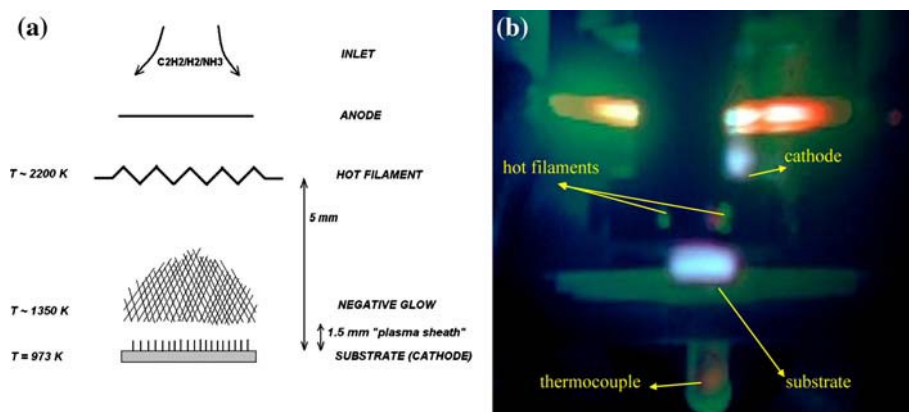 (a)
C2H2/H2/NH3
INLET
ANODE
T ~ 2200 K
HOT FILAMENT
5 mm
T ~ 1350 K
NEGATIVE GLOW
1.5 mm "plasma sheath"
T = 973 K
SUBSTRATE (CATHODE)
(b)
cathode
hot filaments
thermocouple
substrate